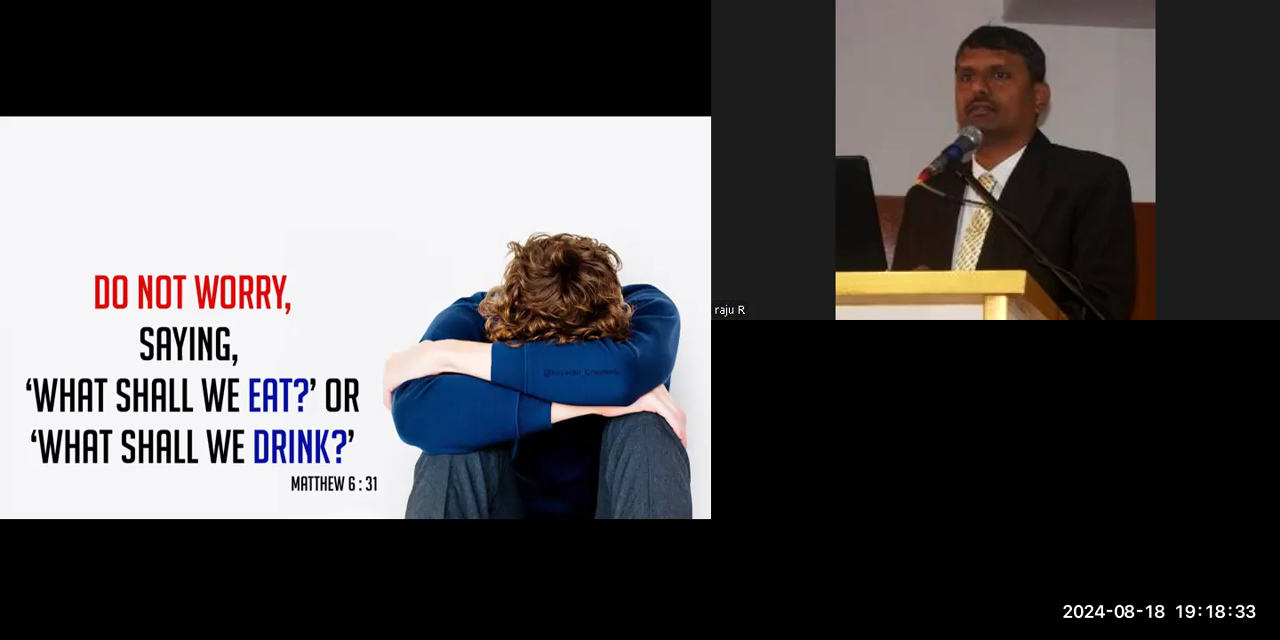 DO NOT WORRY,
SAYING,
‘WHAT SHALL WE EAT?’ OR
‘WHAT SHALL WE DRINK?’
MATTHEW 6 : 31
raju R
2024-08-18 19:18:33